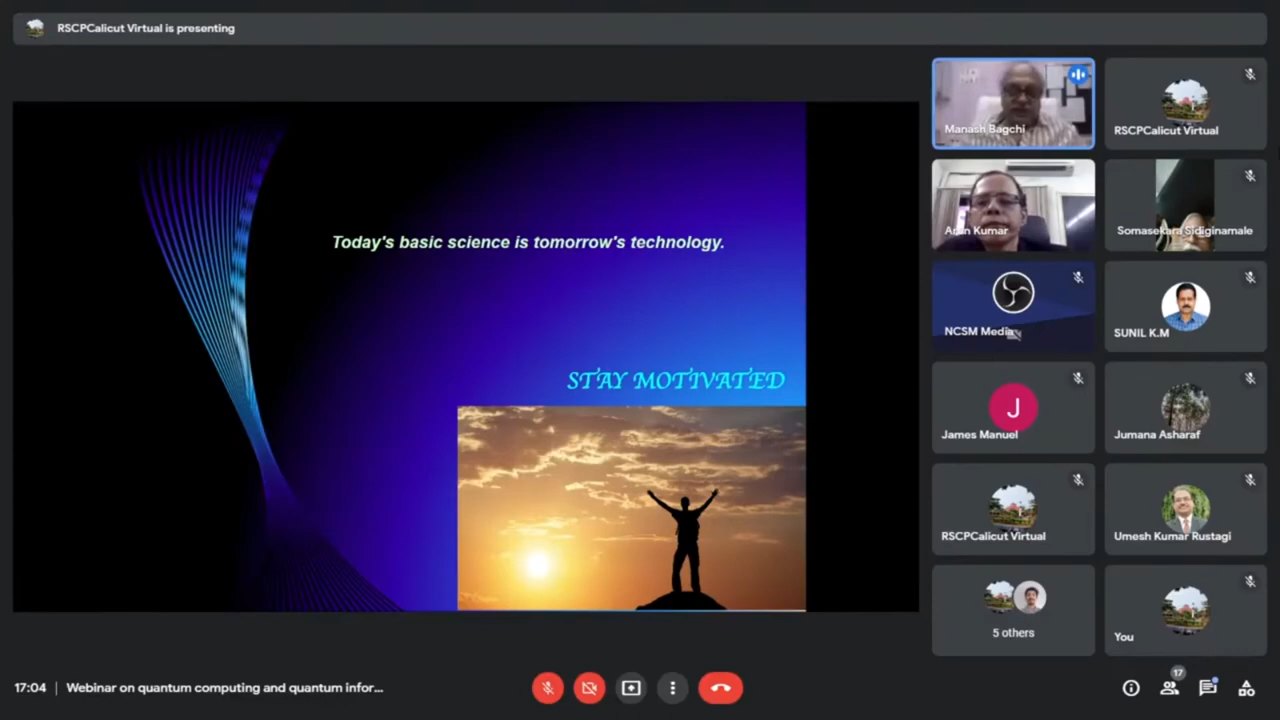 RSCPCalicut Virtual is presenting
Today's basic science is tomorrow's technology.
STAY MOTIVATED
Manash Bagchi
RSCPCalicut Virtual
Arun Kumar
Somasekara Sidiginamale
NCSM Media
SUNIL K.M
J
James Manuel
Jumana Asharaf
RSCPCalicut Virtual
Umesh Kumar Rustagi
5 others
You
17:04 | Webinar on quantum computing and quantum infor...
17